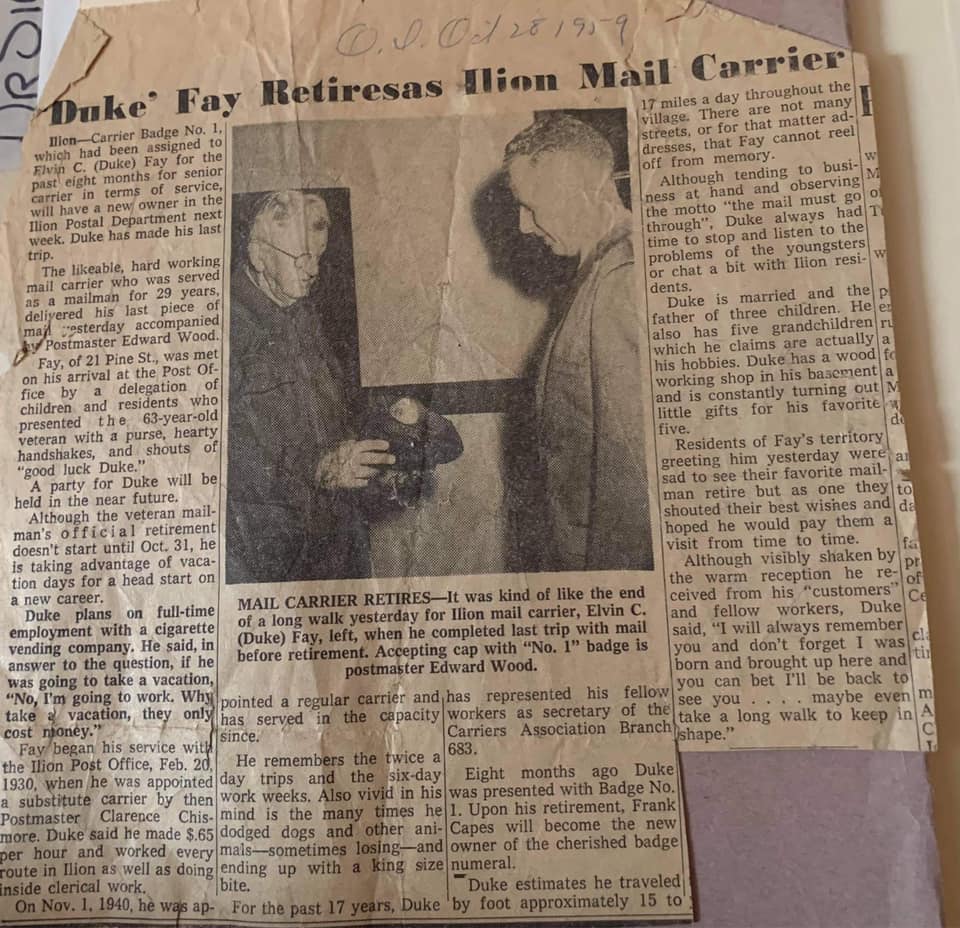 O.I. Oct 28 1959
Duke' Fay Retiresas Ilion Mail Carrier
Ilion—Carrier Badge No. 1,
which had been assigned to
Elvin C. (Duke) Fay for the
past eight months for senior
carrier in terms of service,
will have a new owner in the
Ilion Postal Department next
week. Duke has made his last
trip.
The likeable, hard working
mail carrier who was served
as a mailman for 29 years,
delivered his last piece of
mail yesterday accompanied
by Postmaster Edward Wood.
Fay, of 21 Pine St., was met
on his arrival at the Post Of-
fice by a delegation of
children and residents who
presented the 63-year-old
veteran with a purse, hearty
handshakes, and shouts of
"good luck Duke."
A party for Duke will be
held in the near future.
Although the veteran mail-
man's official retirement
doesn't start until Oct. 31, he
is taking advantage of vaca-
tion days for a head start on
a new career.
Duke plans on full-time
employment with a cigarette
vending company. He said, in
answer to the question, if he
was going to take a vacation,
"No, I'm going to work. Why
take a vacation, they only
cost money."
Fay began his service with
the Ilion Post Office, Feb. 20,
1930, when he was appointed
a substitute carrier by then
Postmaster Clarence Chis-
more. Duke said he made $.65
per hour and worked every
route in Ilion as well as doing
inside clerical work.
On Nov. 1, 1940, he was ap-
MAIL CARRIER RETIRES—It was kind of like the end
of a long walk yesterday for Ilion mail carrier, Elvin C.
(Duke) Fay, left, when he completed last trip with mail
before retirement. Accepting cap with "No. 1" badge is
postmaster Edward Wood.
pointed a regular carrier and
has served in the capacity
since.
He remembers the twice a
day trips and the six-day
work weeks. Also vivid in his
mind is the many times he
dodged dogs and other ani-
mals—sometimes losing—and
ending up with a king size
bite.
For the past 17 years, Duke
has represented his fellow
workers as secretary of the
Carriers Association Branch
683.
Eight months ago Duke
was presented with Badge No.
1. Upon his retirement, Frank
Capes will become the new
owner of the cherished badge
numeral.
Duke estimates he traveled
by foot approximately 15 to
17 miles a day throughout the
village. There are not many
streets, or for that matter ad-
dresses, that Fay cannot reel
off from memory.
Although tending to busi-
ness at hand and observing
the motto "the mail must go
through", Duke always had
time to stop and listen to the
problems of the youngsters
or chat a bit with Ilion resi-
dents.
Duke is married and the
father of three children. He
also has five grandchildren
which he claims are actually
his hobbies. Duke has a wood
working shop in his basement
and is constantly turning out
little gifts for his favorite
five.
Residents of Fay's territory
greeting him yesterday were
sad to see their favorite mail-
man retire but as one they
shouted their best wishes and
hoped he would pay them a
visit from time to time.
Although visibly shaken by
the warm reception he re-
ceived from his "customers"
and fellow workers, Duke
said, "I will always remember
you and don't forget I was
born and brought up here and
you can bet I'll be back to
see you . . . . maybe even
take a long walk to keep in
shape."